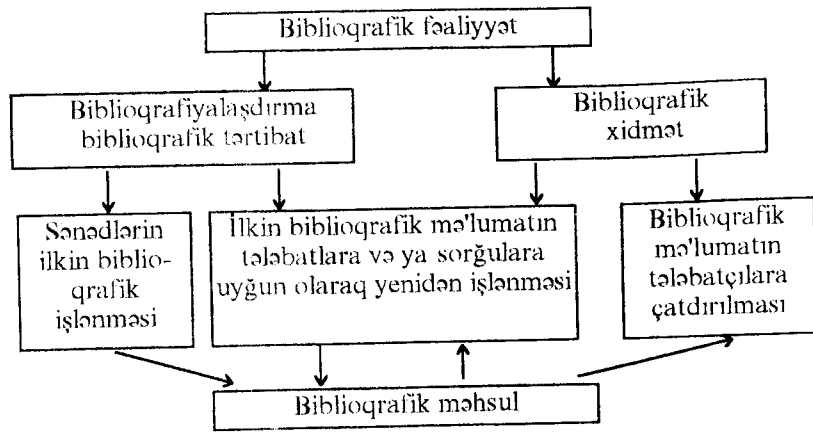 Biblioqrafik fəaliyyət
Biblioqrafiyalaşdırma
biblioqrafik tərtibat
Biblioqrafik
xidmət
Sənədlərin
ilkin biblio-
qrafik
işlənməsi
İlkin biblioqrafik mə'lumatın
tələbatlara və ya sorğulara
uyğun olaraq yenidən işlənməsi
Biblioqrafik
mə'lumatın
tələbatçılara
çatdırılması
Biblioqrafik məhsul